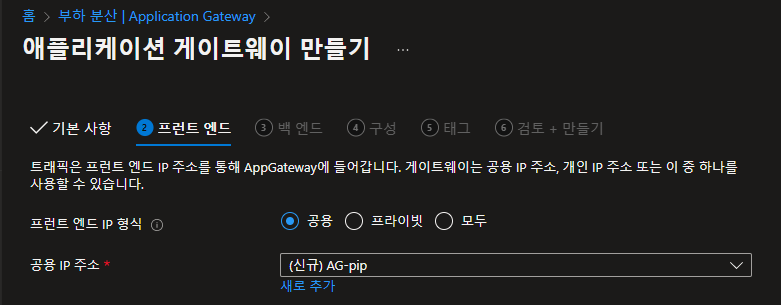 홈 > 부하 분산 | Application Gateway >
애플리케이션 게이트웨이 만들기 ...
기본 사항 2 프런트 엔드 3 백 엔드 4 구성 5 태그 6 검토 + 만들기
트래픽은 프런트 엔드 IP 주소를 통해 AppGateway에 들어갑니다. 게이트웨이는 공용 IP 주소, 개인 IP 주소 또는 이 중 하나를
사용할 수 있습니다.
프런트 엔드 IP 형식 공용 프라이빗 모두
공용 IP 주소 * (신규) AG-pip
새로 추가